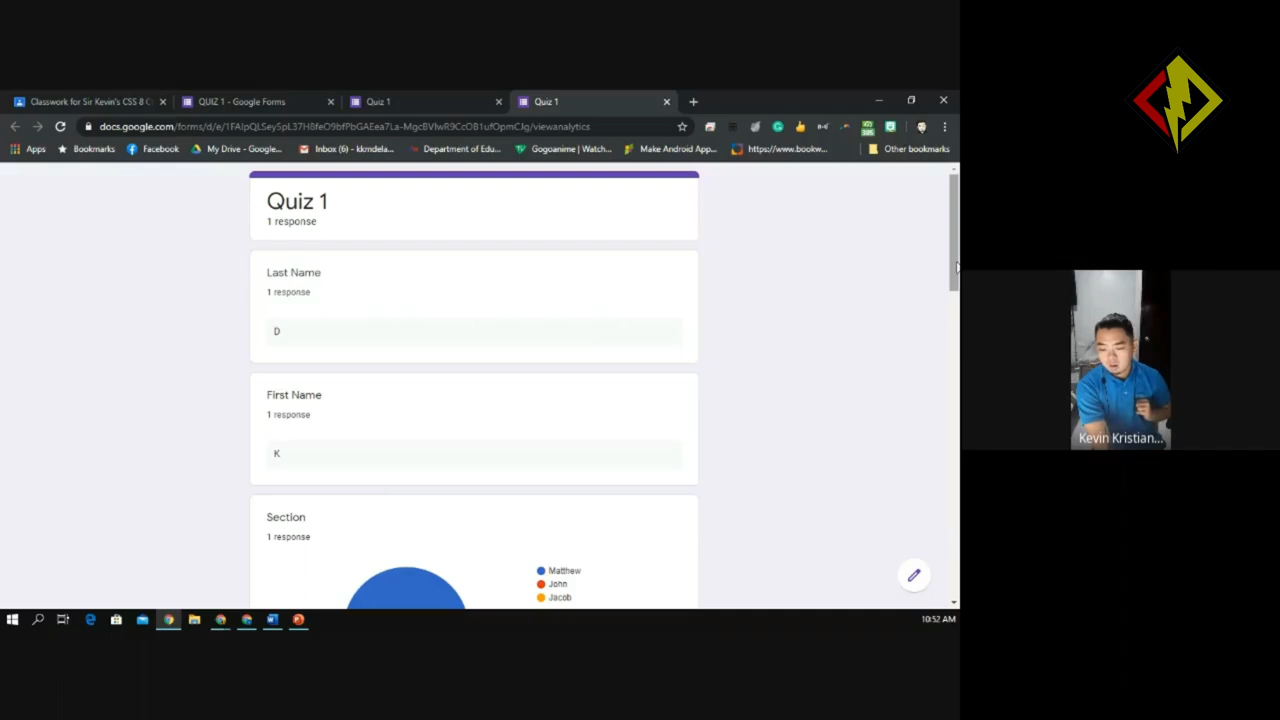 Classwork for Sir Kevin's CSS 8 C
QUIZ 1 - Google Forms
Quiz 1
Quiz 1
docs.google.com/forms/d/e/1FAIpQLSeySpL37H8feO9bfPbGAEea7La-MgcBVIwR9CcOB1ufOpmCJg/viewanalytics
Apps
Bookmarks
Facebook
My Drive - Google...
Inbox (6) - kkmdela...
Department of Edu...
Gogoanime | Watch...
Make Android App...
https://www.bookw...
Other bookmarks
Quiz 1
1 response
Last Name
1 response
D
First Name
1 response
K
Section
1 response
Matthew
John
Jacob
10:52 AM
Kevin Kristian...